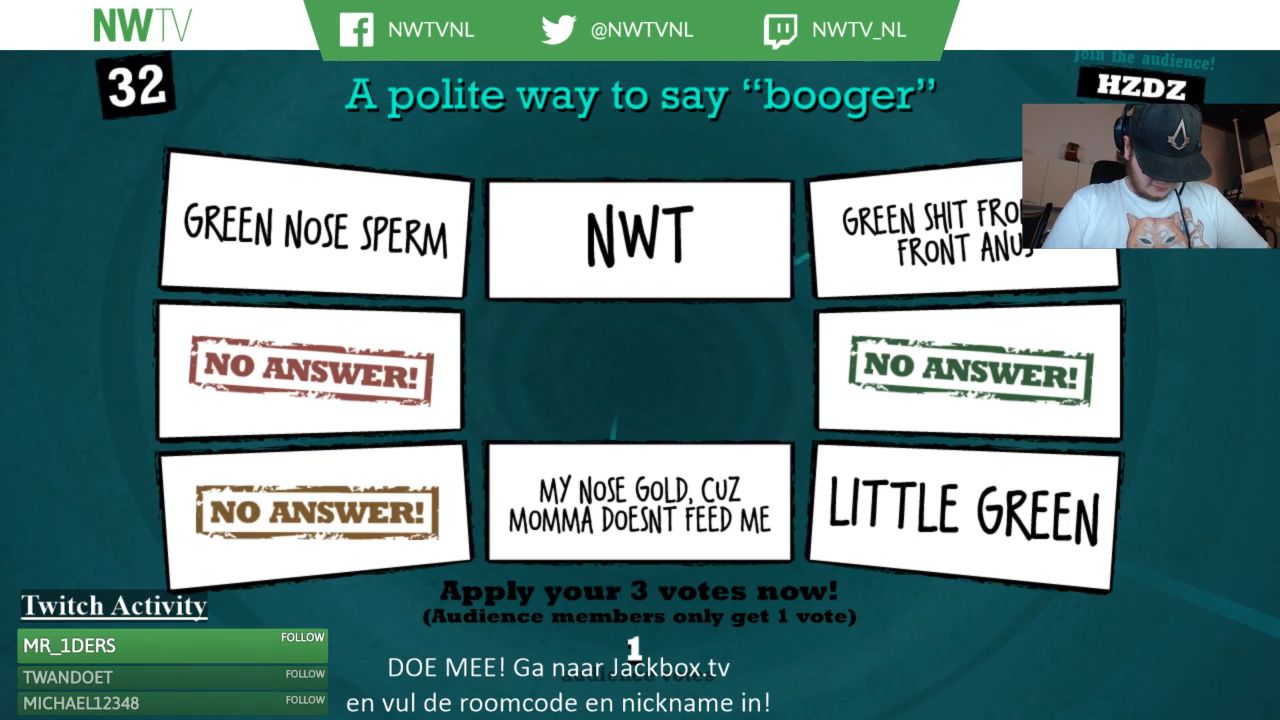 NWTV
NWTVNL
@NWTVNL
NWTV_NL
Join the audience!
HZDZ
32
A polite way to say “booger”
GREEN NOSE SPERM
NWT
GREEN SHIT
FRONT
NO ANSWER!
NO ANSWER!
NO ANSWER!
MY NOSE GOLD, CUZ
MOMMA DOESNT FEED ME
LITTLE GREEN
Apply your 3 votes now!
(Audience members only get 1 vote)
1
audience votes
Twitch Activity
MR_1DERS FOLLOW
TWANDOET FOLLOW
MICHAEL12348 FOLLOW
DOE MEE! Ga naar Jackbox.tv
en vul de roomcode en nickname in!